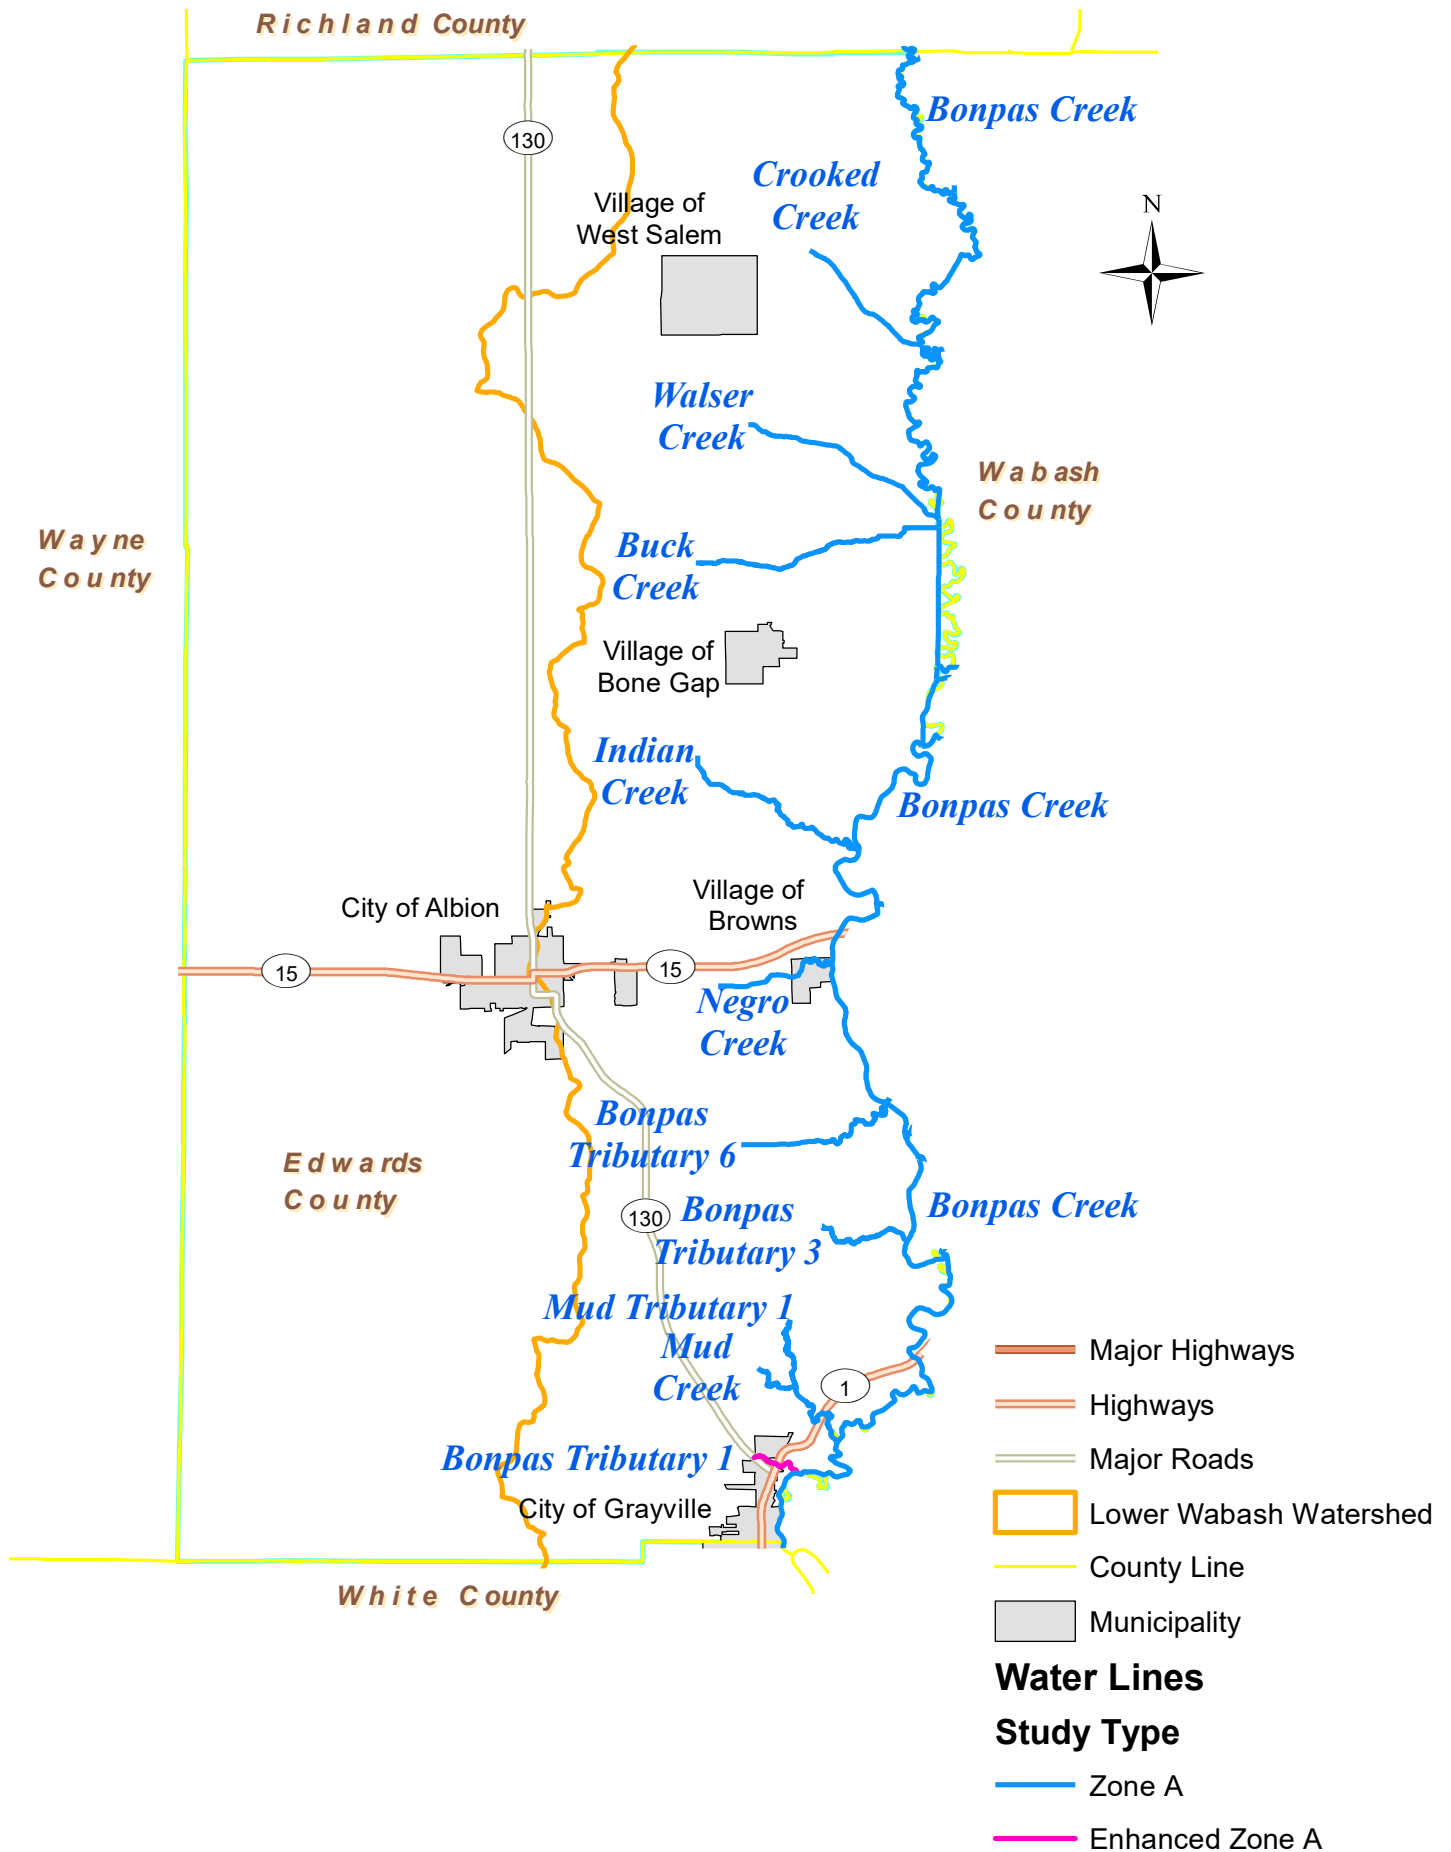 Richland County
Bonpas Creek
130
Crooked
Creek
N
Village of
West Salem
Walser
Creek
Wabash
County
Wayne
County
Buck
Creek
Village of
Bone Gap
Indian
Creek
Bonpas Creek
City of Albion
Village of
Browns
15
15
Negro
Creek
Bonpas
Tributary 6
Edwards
County
130
Bonpas
Tributary 3
Bonpas Creek
Mud Tributary 1
Mud
Creek
1
Bonpas Tributary 1
City of Grayville
White County
Major Highways
Highways
Major Roads
Lower Wabash Watershed
County Line
Municipality
Water Lines
Study Type
Zone A
Enhanced Zone A